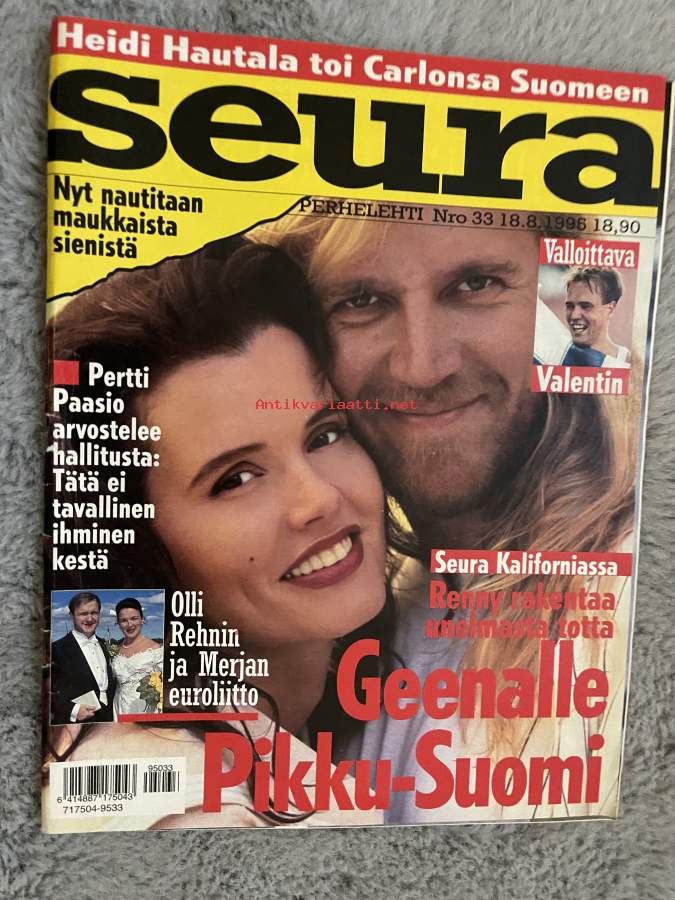 Heidi Hautala toi Carlonsa Suomeen
seura
PERHELEHTI Nro 33 18.8.1995 18,90
Nyt nautitaan
maukkaista
sienistä
Valloittava
Valentin
Pertti
Paasio
arvostelee
hallitusta:
Tätä ei
tavallinen
ihminen
kestä
Antikvariaatti.net
Seura Kaliforniassa
Renny rakentaa
unelmasta totta
Geenalle
Pikku-Suomi
Olli
Rehnin
ja Merjan
euroliitto
95033
6 414887 175043
717504-9533